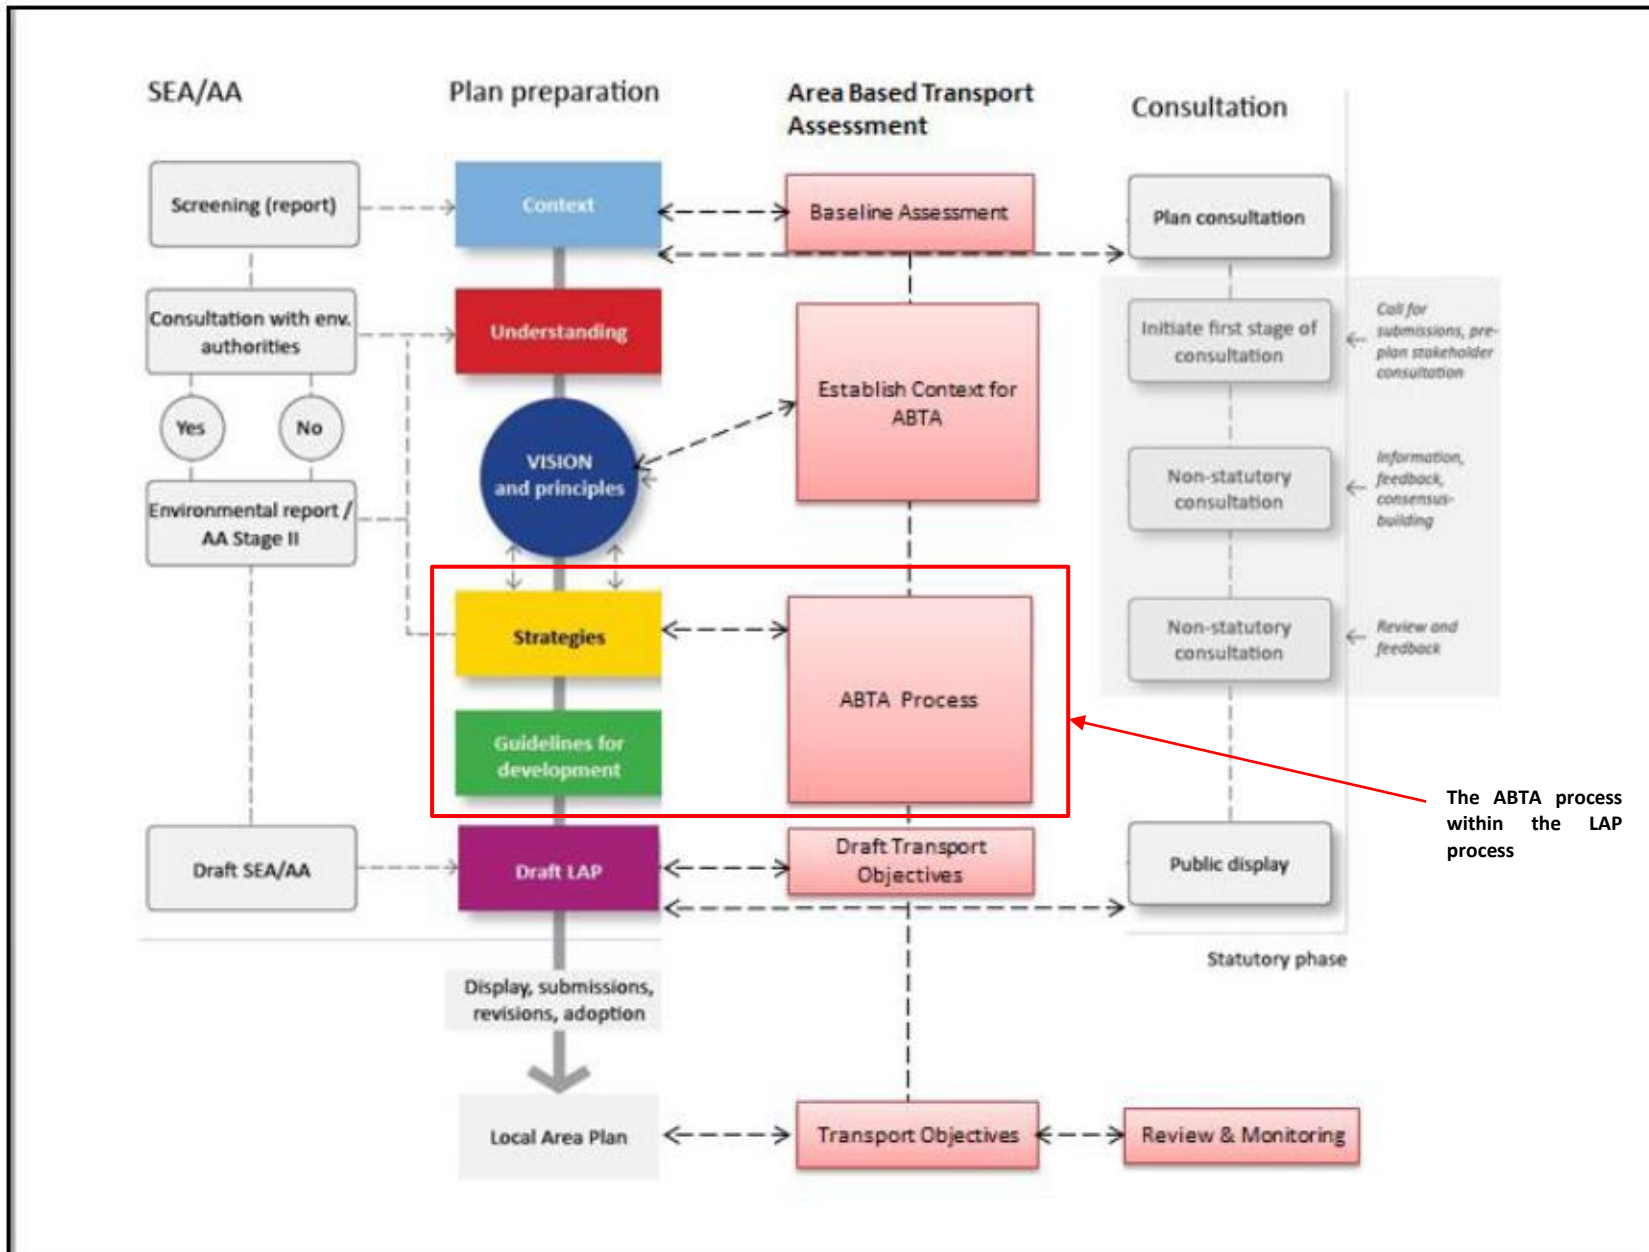 SEA/AA
Plan preparation
Area Based Transport
Assessment
Consultation
Screening (report)
Context
Baseline Assessment
Plan consultation
Consultation with env.
authorities
Understanding
Establish Context for
ABTA
Initiate first stage of
consultation
Call for
submissions, pre-
plan stakeholder
consultation
Yes
No
VISION
and principles
Non-statutory
consultation
Information,
feedback,
consensus-
building
Environmental report /
AA Stage II
Strategies
ABTA Process
Non-statutory
consultation
Review and
feedback
Guidelines for
development
The ABTA process
within the LAP
process
Draft SEA/AA
Draft LAP
Draft Transport
Objectives
Public display
Statutory phase
Display, submissions,
revisions, adoption
Local Area Plan
Transport Objectives
Review & Monitoring